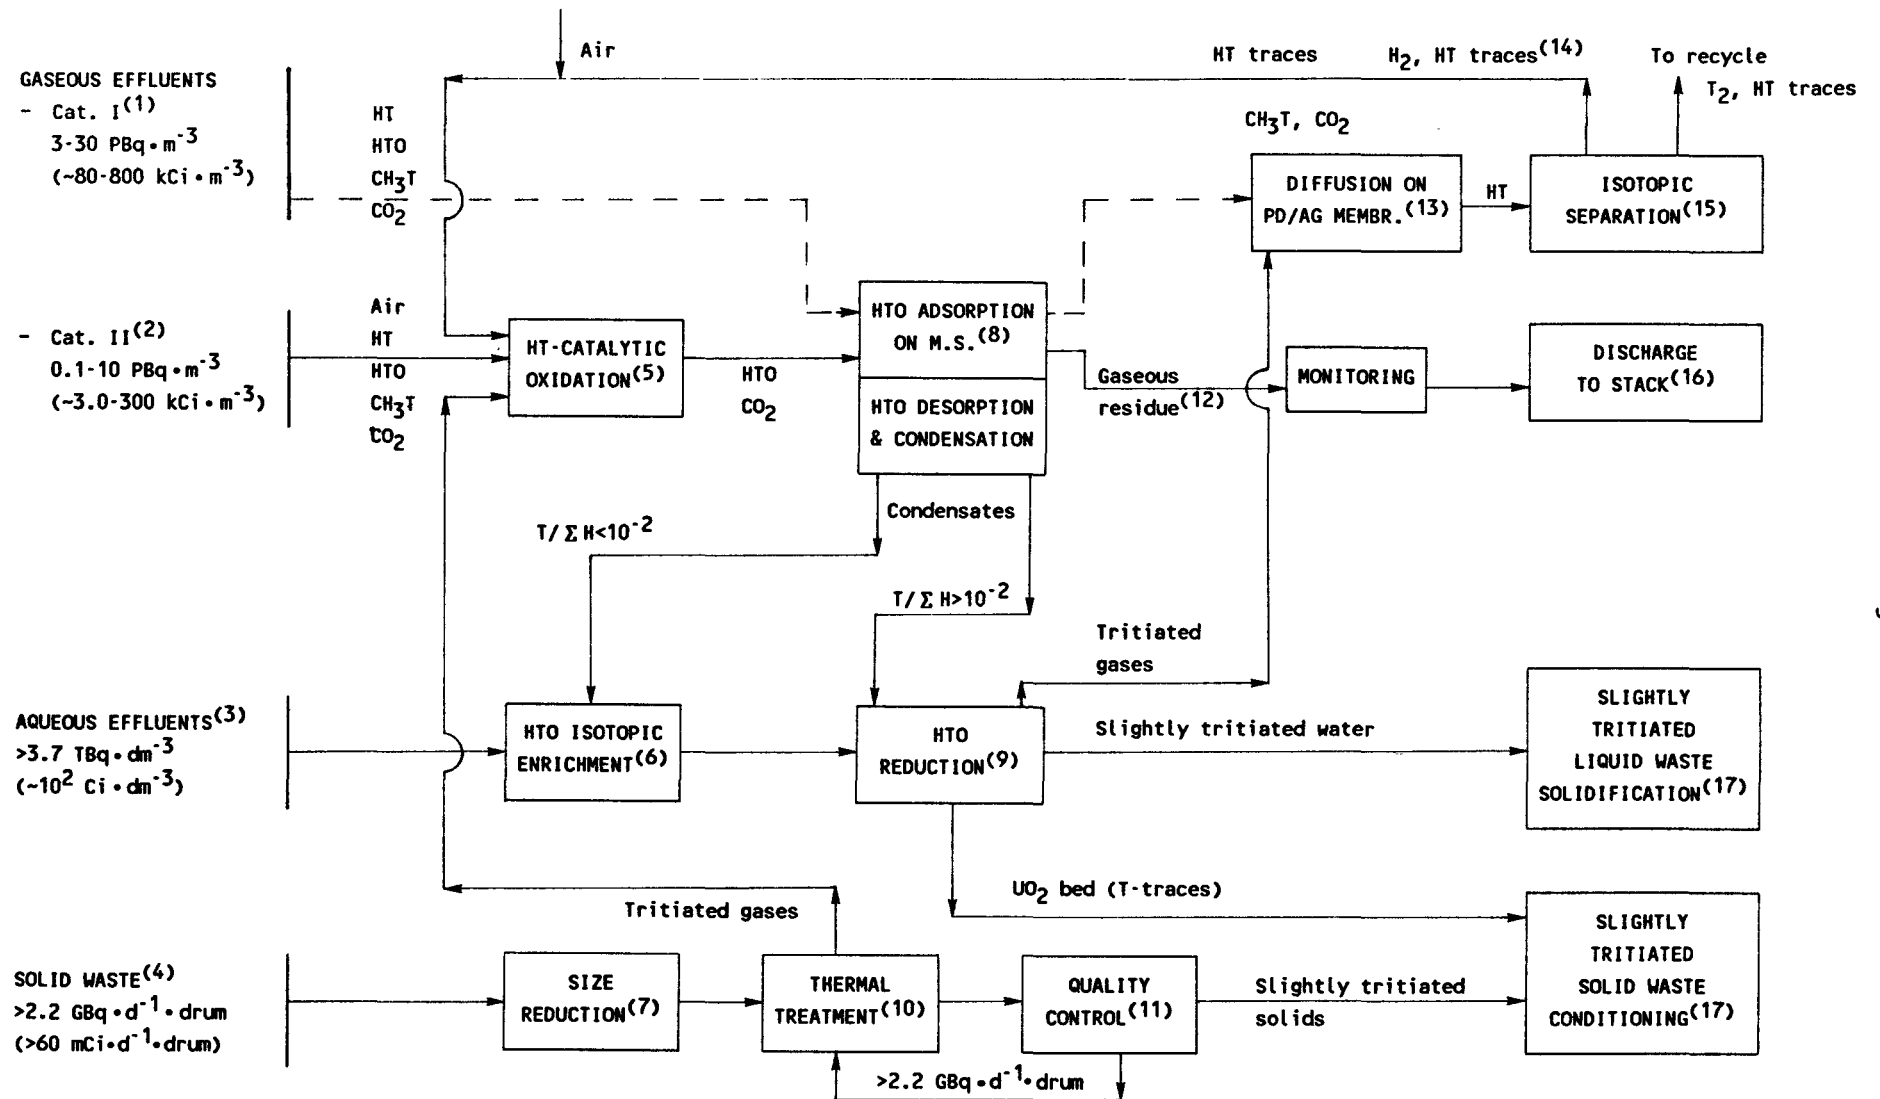 Air
HT traces
H2, HT traces(14)
To recycle
T2, HT traces
GASEOUS EFFLUENTS
- Cat. I(1)
3-30 PBq•m-3
(~80-800 kCi•m-3)
HT
HTO
CH3T
CO2
CH3T, CO2
DIFFUSION ON
PD/AG MEMBR.(13)
HT
ISOTOPIC
SEPARATION(15)
- Cat. II(2)
0.1-10 PBq•m-3
(~3.0-300 kCi•m-3)
Air
HT
HTO
CH3T
CO2
HT-CATALYTIC
OXIDATION(5)
HTO
CO2
HTO ADSORPTION
ON M.S.(8)
HTO DESORPTION
& CONDENSATION
Gaseous
residue(12)
MONITORING
DISCHARGE
TO STACK(16)
Condensates
T/ΣH<10-2
T/ΣH>10-2
Tritiated
gases
AQUEOUS EFFLUENTS(3)
>3.7 TBq•dm-3
(~102 Ci•dm-3)
HTO ISOTOPIC
ENRICHMENT(6)
HTO
REDUCTION(9)
Slightly tritiated water
SLIGHTLY
TRITIATED
LIQUID WASTE
SOLIDIFICATION(17)
UO2 bed (T-traces)
Tritiated gases
SOLID WASTE(4)
>2.2 GBq•d-1•drum
(>60 mCi•d-1•drum)
SIZE
REDUCTION(7)
THERMAL
TREATMENT(10)
QUALITY
CONTROL(11)
Slightly tritiated
solids
SLIGHTLY
TRITIATED
SOLID WASTE
CONDITIONING(17)
>2.2 GBq•d-1•drum